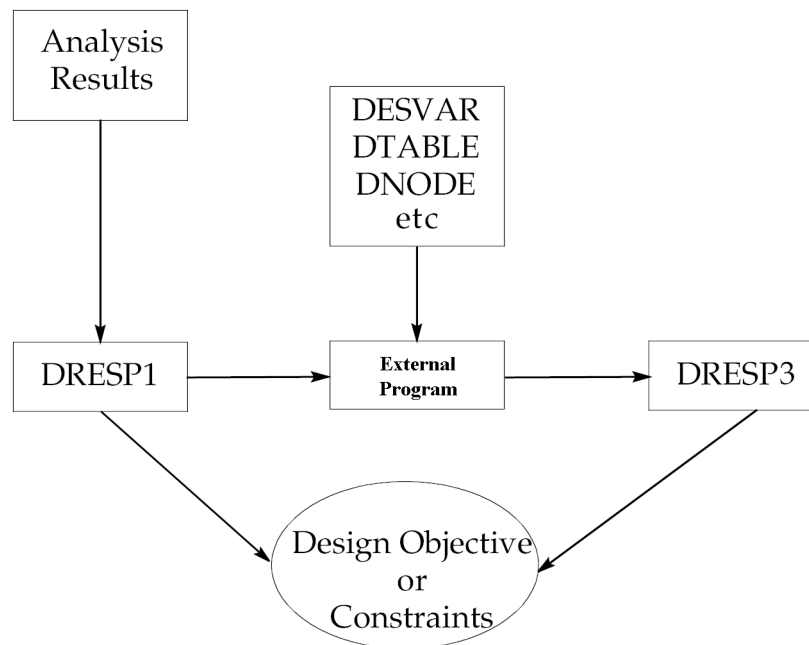 Analysis
Results
DESVAR
DTABLE
DNODE
etc
DRESP1
External
Program
DRESP3
Design Objective
or
Constraints